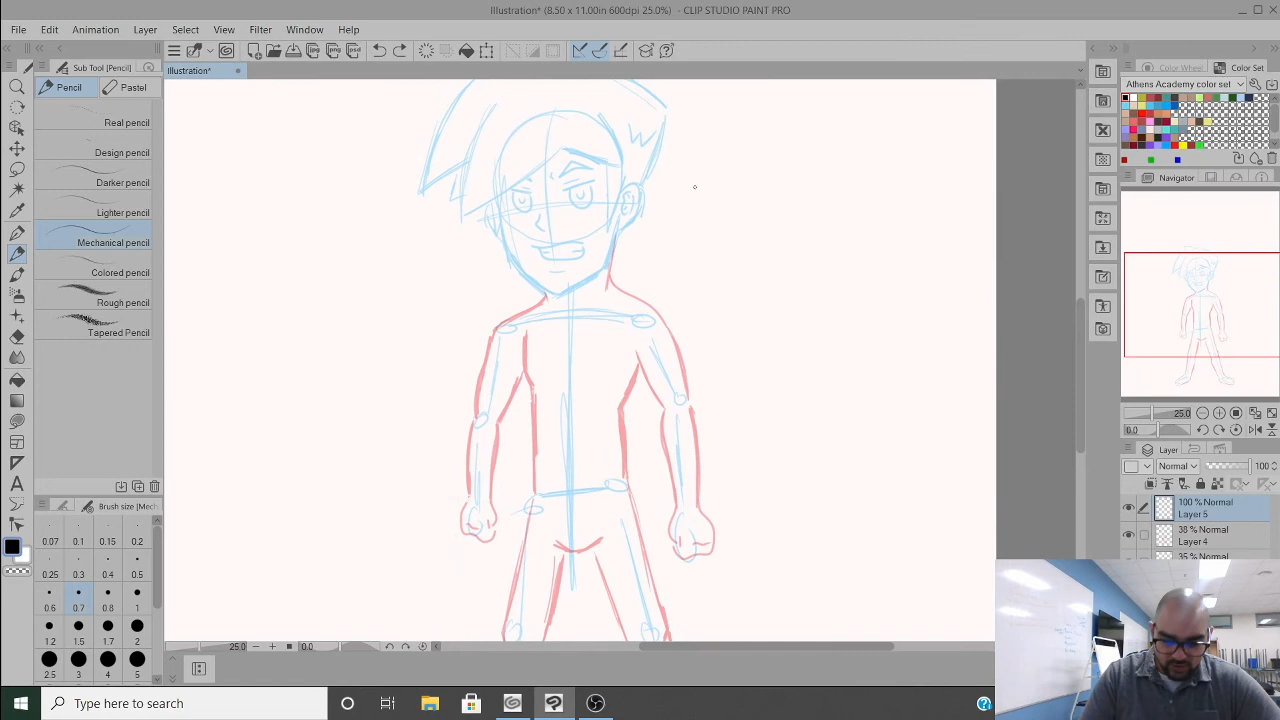 Illustration* (8.50 x 11.00in 600dpi 25.0%) - CLIP STUDIO PAINT PRO
File Edit Animation Layer Select View Filter Window Help
Illustration*
Sub Tool [Pencil]
Pencil Pastel
Real pencil
Design pencil
Darker pencil
Lighter pencil
Mechanical pencil
Colored pencil
Rough pencil
Tapered Pencil
Brush size [Mech
0.07 0.1 0.15 0.2
0.25 0.3 0.4 0.5
0.6 0.7 0.8 1
1.2 1.5 1.7 2
2.5 3 4 5
25.0 0.0
Color Wheel Color Set
Athens Academy color set
Navigator
25.0
0.0
Layer
Normal 100
100 % Normal
Layer 5
38 % Normal
Layer 4
35 % Normal
Type here to search